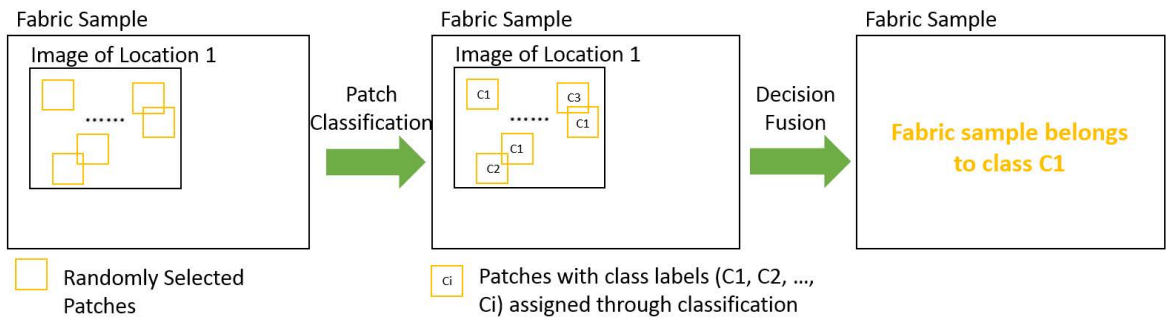 Fabric Sample
Image of Location 1
......
Randomly Selected
Patches
Patch
Classification
Fabric Sample
Image of Location 1
C1
C3
......
C1
C1
C2
Ci
Patches with class labels (C1, C2, ...,
Ci) assigned through classification
Decision
Fusion
Fabric Sample
Fabric sample belongs
to class C1